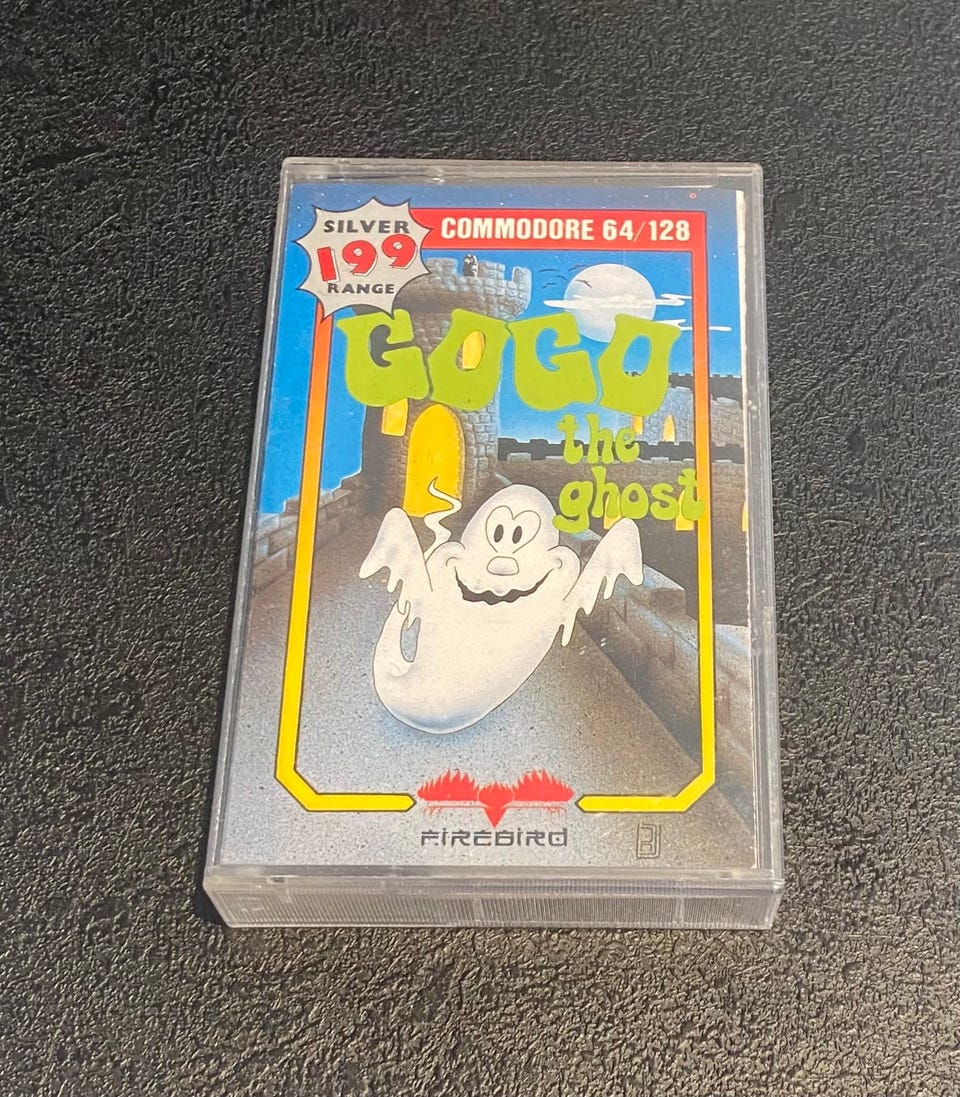 SILVER
199
RANGE
COMMODORE 64/128
GOGO
the
ghost
FIREBIRD